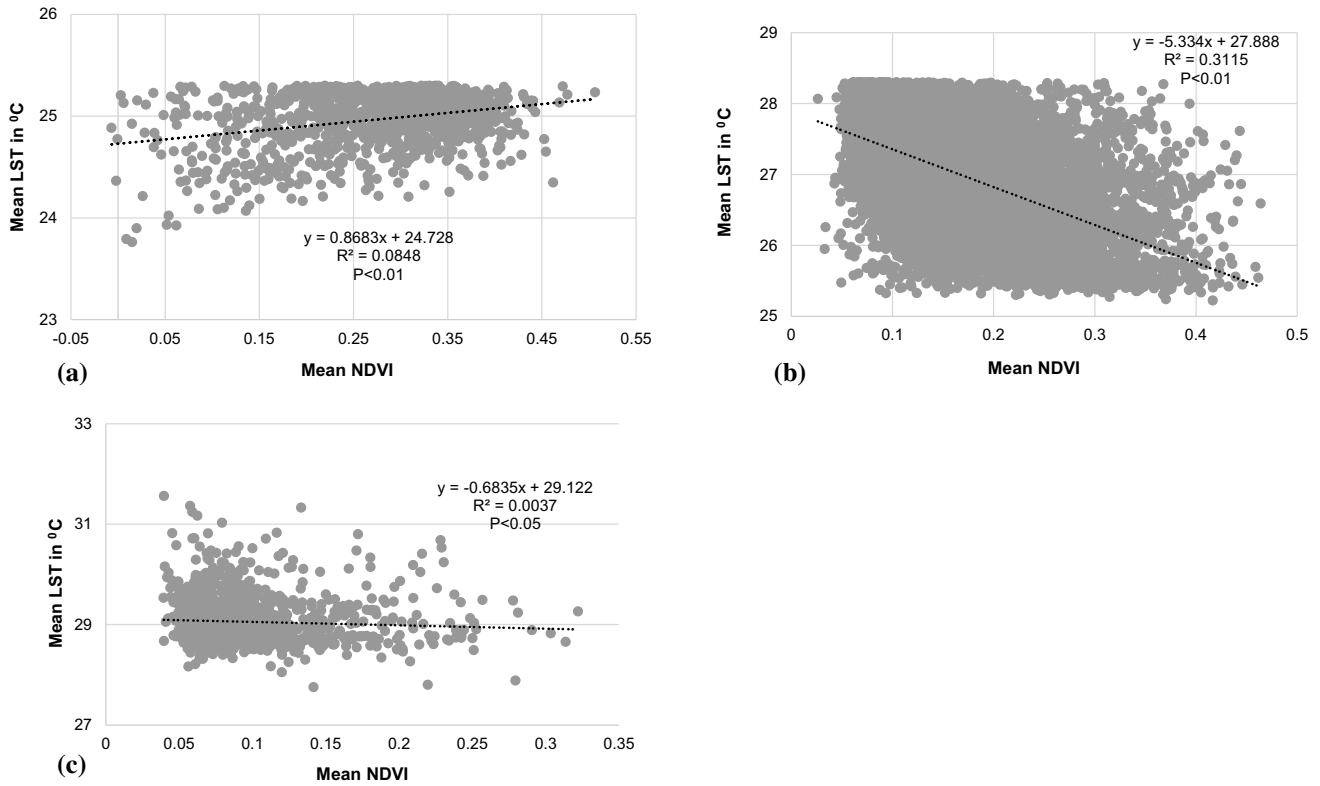 26
25
24
23
Mean LST in ⁰C
y = 0.8683x + 24.728
R² = 0.0848
P<0.01
-0.05
0.05
0.15
0.25
0.35
0.45
0.55
Mean NDVI
(a)
29
28
27
26
25
Mean LST in ⁰C
y = -5.334x + 27.888
R² = 0.3115
P<0.01
0
0.1
0.2
0.3
0.4
0.5
Mean NDVI
(b)
33
31
29
27
Mean LST in ⁰C
y = -0.6835x + 29.122
R² = 0.0037
P<0.05
0
0.05
0.1
0.15
0.2
0.25
0.3
0.35
Mean NDVI
(c)